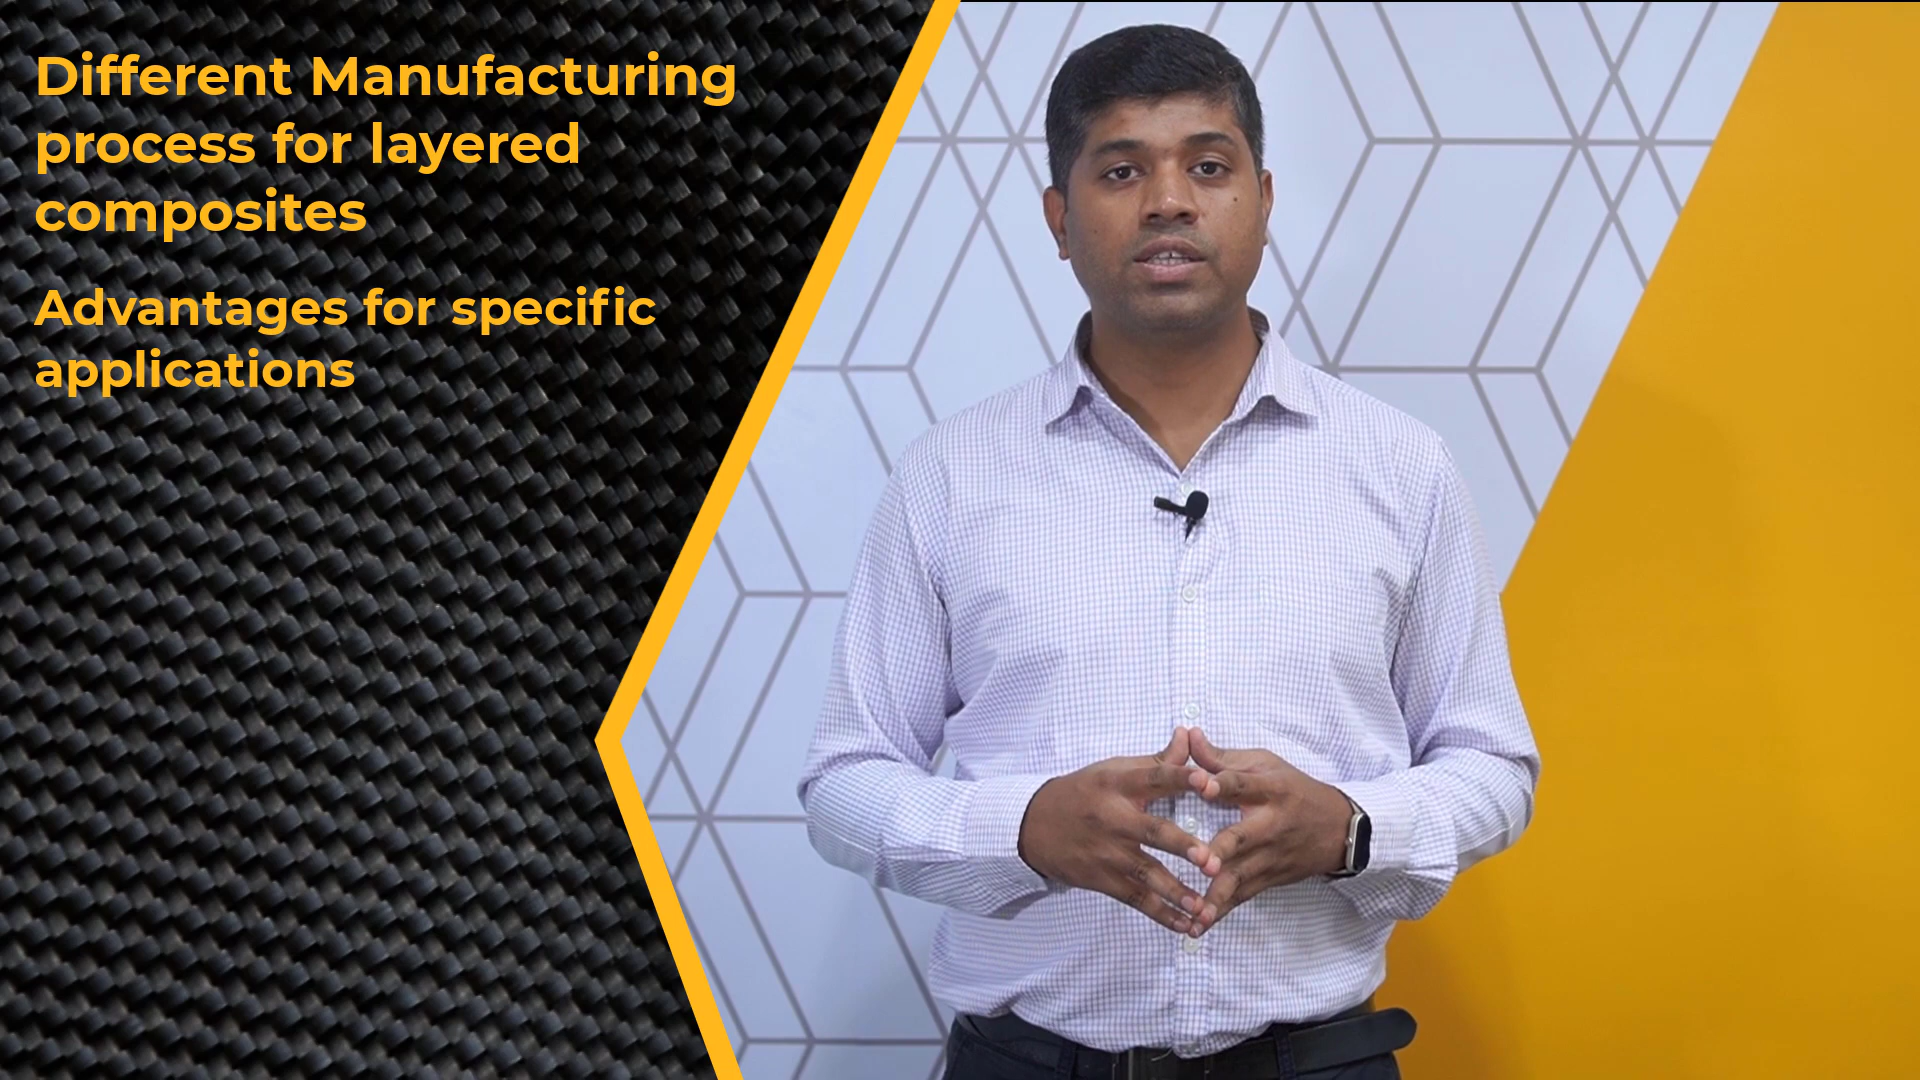 Different Manufacturing
process for layered
composites
Advantages for specific
applications